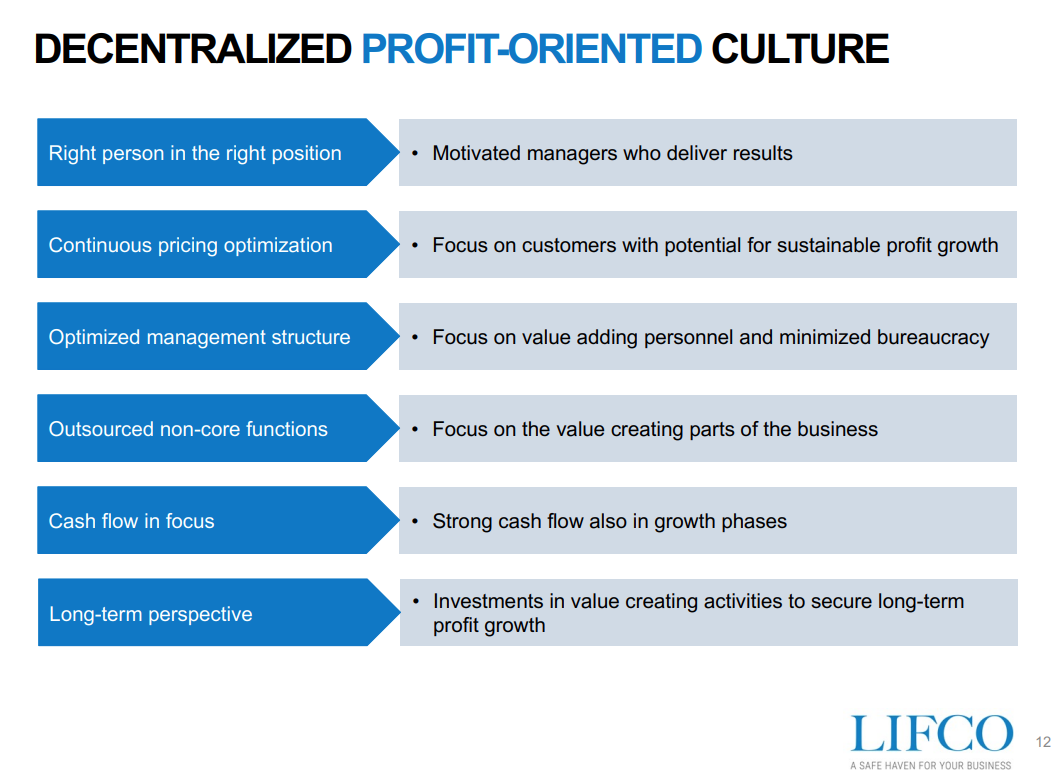 DECENTRALIZED PROFIT-ORIENTED CULTURE
Right person in the right position
• Motivated managers who deliver results
Continuous pricing optimization
• Focus on customers with potential for sustainable profit growth
Optimized management structure
• Focus on value adding personnel and minimized bureaucracy
Outsourced non-core functions
• Focus on the value creating parts of the business
Cash flow in focus
• Strong cash flow also in growth phases
Long-term perspective
• Investments in value creating activities to secure long-term
profit growth
LIFCO
A SAFE HAVEN FOR YOUR BUSINESS
12